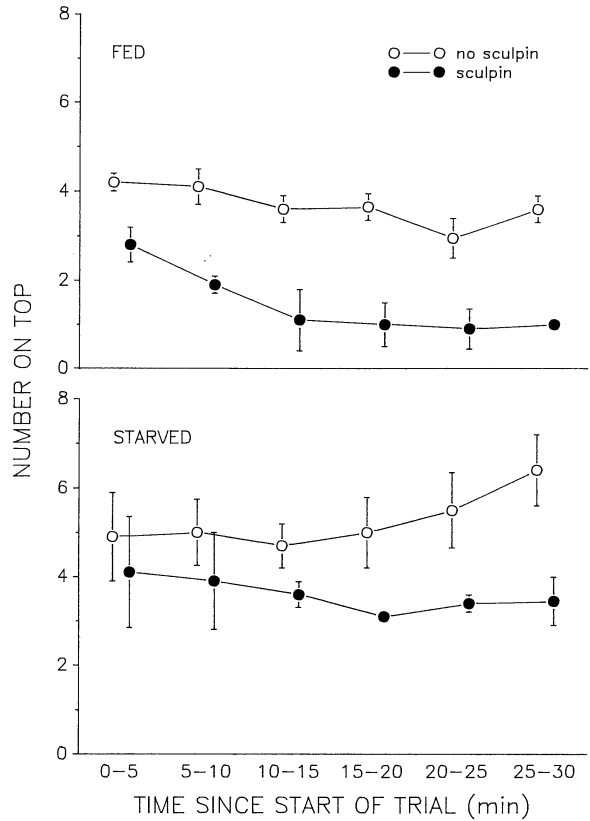 8
FED
no sculpin
sculpin
6
4
2
0
NUMBER ON TOP
8
STARVED
6
4
2
0
0-5 5-10 10-15 15-20 20-25 25-30
TIME SINCE START OF TRIAL (min)